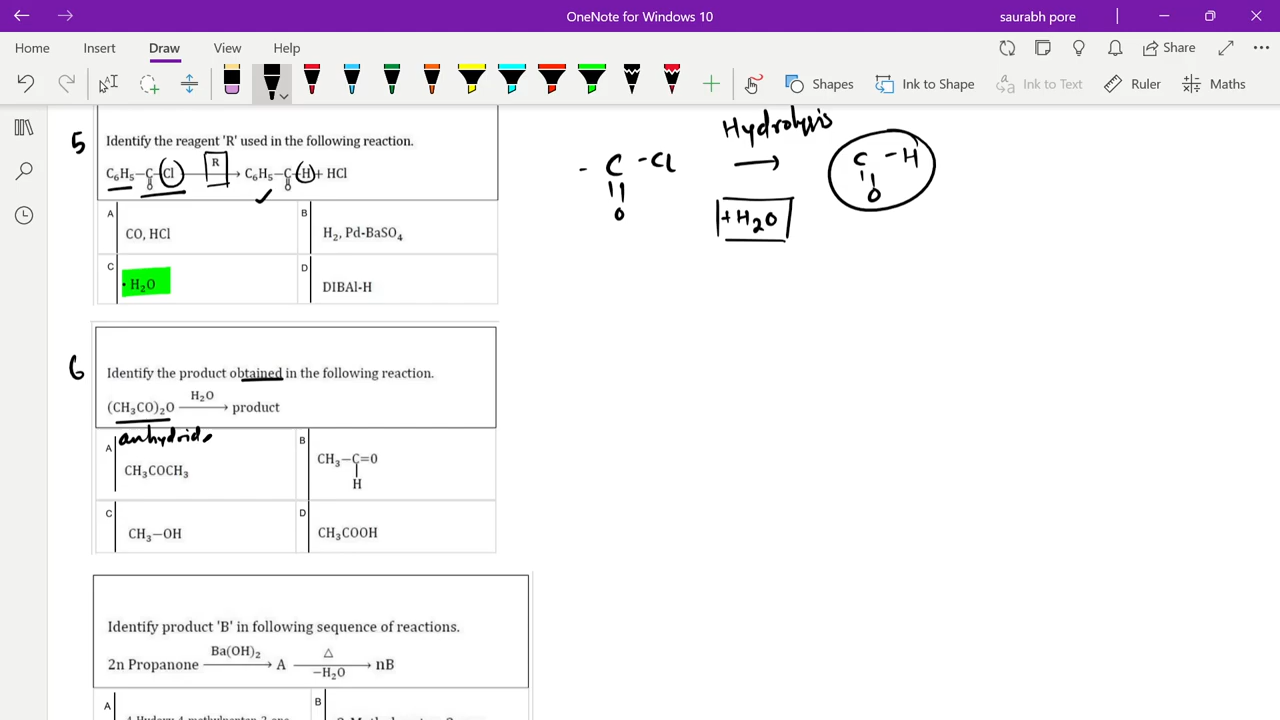 OneNote for Windows 10
saurabh pore
Home Insert Draw View Help
Share
Shapes Ink to Shape Ink to Text Ruler Maths
5
Identify the reagent 'R' used in the following reaction.
C₆H₅–C–Cl R → C₆H₅–C–H + HCl
O O
A CO, HCl
B H₂, Pd-BaSO₄
C • H₂O
D DIBAl-H
Hydrolysis
- C - Cl → C - H
O +H₂O O
6
Identify the product obtained in the following reaction.
(CH₃CO)₂O H₂O → product
anhydride
A CH₃COCH₃
B CH₃–C=O
H
C CH₃–OH
D CH₃COOH
Identify product 'B' in following sequence of reactions.
2n Propanone Ba(OH)₂ → A △ –H₂O → nB
A
B